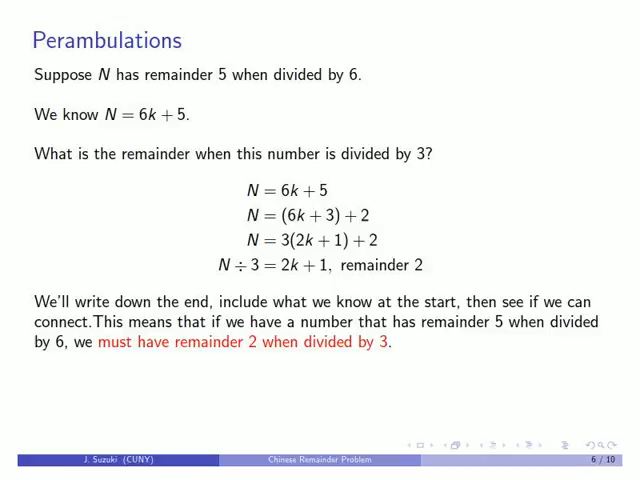 Perambulations
Suppose N has remainder 5 when divided by 6.
We know N = 6k + 5.
What is the remainder when this number is divided by 3?
N = 6k + 5
N = (6k + 3) + 2
N = 3(2k + 1) + 2
N ÷ 3 = 2k + 1, remainder 2
We'll write down the end, include what we know at the start, then see if we can
connect.This means that if we have a number that has remainder 5 when divided
by 6, we must have remainder 2 when divided by 3.
J. Suzuki (CUNY) Chinese Remainder Problem 6 / 10